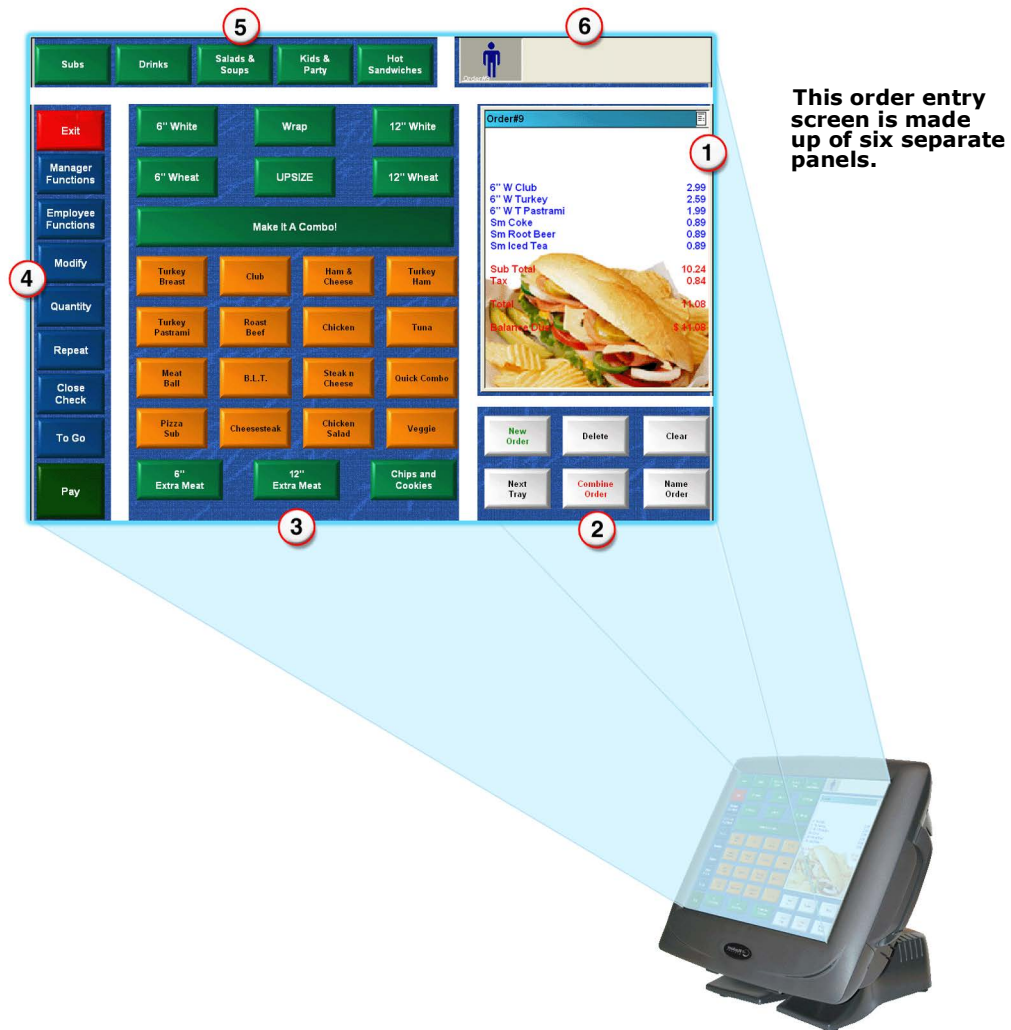 5
6
Subs
Drinks
Salads &
Soups
Kids &
Party
Hot
Sandwiches
This order entry
screen is made
up of six separate
panels.
Exit
Manager
Functions
Employee
Functions
Modify
4
Quantity
Repeat
Close
Check
To Go
Pay
6" White
Wrap
12" White
6" Wheat
UPSIZE
12" Wheat
Make It A Combo!
Turkey
Breast
Club
Ham &
Cheese
Turkey
Ham
Turkey
Pastrami
Roast
Beef
Chicken
Tuna
Meat
Ball
B.L.T.
Steak n
Cheese
Quick Combo
Pizza
Sub
Cheesesteak
Chicken
Salad
Veggie
6"
Extra Meat
12"
Extra Meat
Chips and
Cookies
3
Order#9
1
6" W Club 2.99
6" W Turkey 2.59
6" W T Pastrami 1.99
Sm Coke 0.89
Sm Root Beer 0.89
Sm Iced Tea 0.89
Sub Total 10.24
Tax 0.84
Total 11.08
Balance Due $ 11.08
New
Order
Delete
Clear
Next
Tray
Combine
Order
Name
Order
2